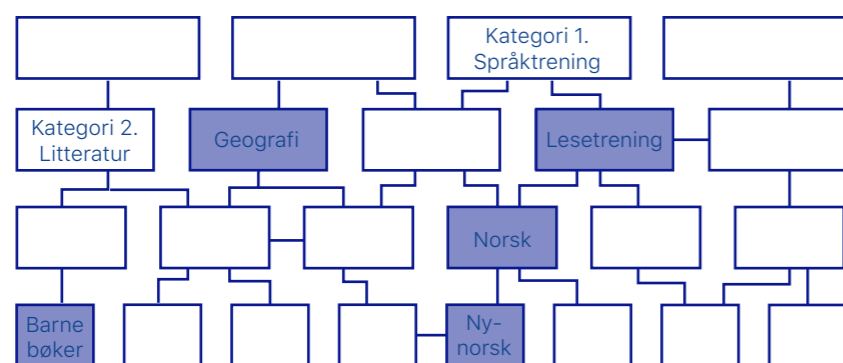 Kategori 1.
Språktrening
Kategori 2.
Litteratur
Geografi
Lesetrening
Norsk
Barne
bøker
Ny-
norsk